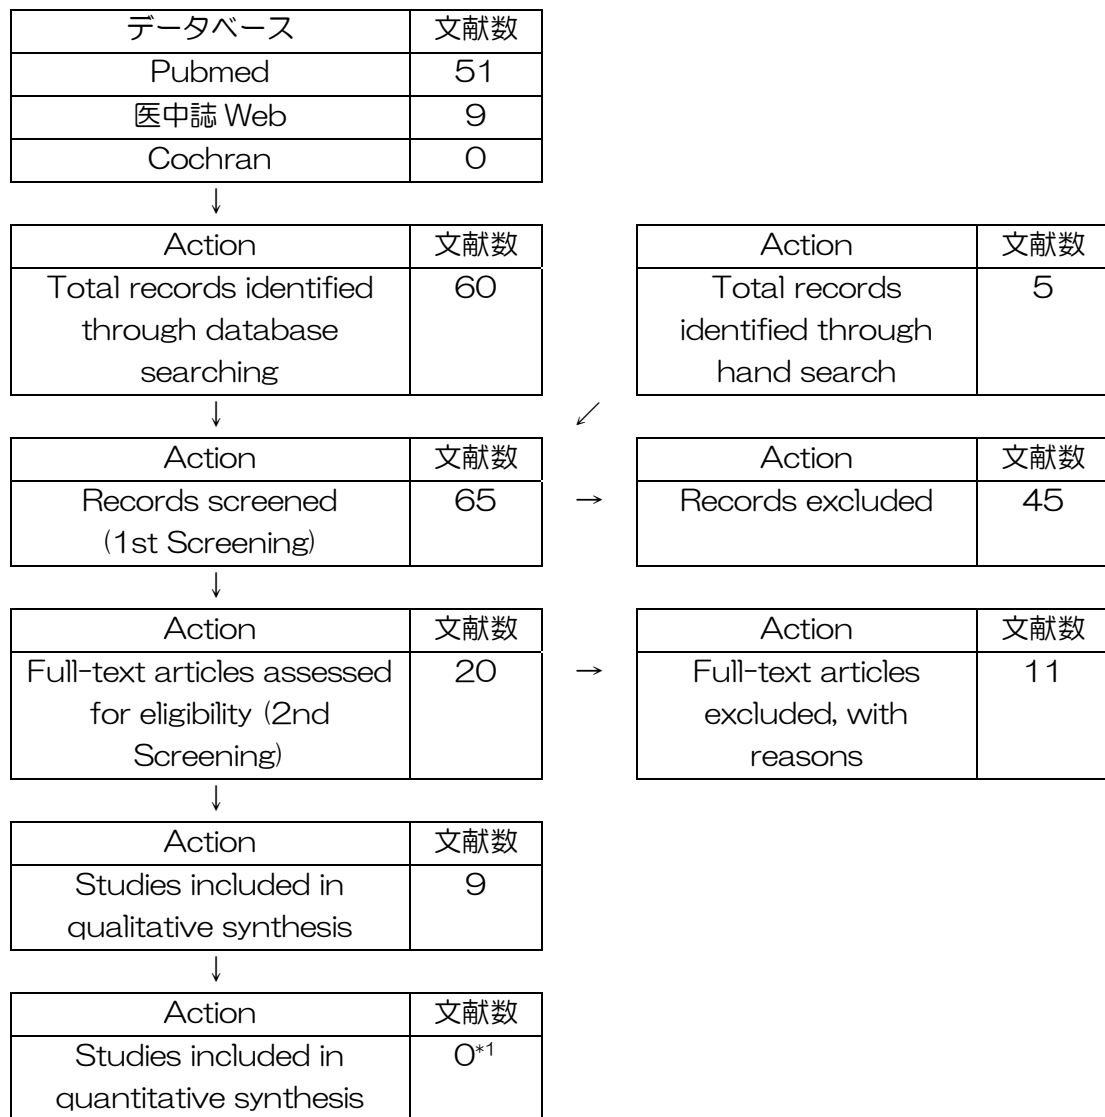 データベース 文献数
Pubmed 51
医中誌 Web 9
Cochran 0
↓
Action 文献数 Action 文献数
Total records identified 60 Total records 5
through database identified through
searching hand search
↓ ↙
Action 文献数 Action 文献数
Records screened 65 → Records excluded 45
(1st Screening)
↓
Action 文献数 Action 文献数
Full-text articles assessed 20 → Full-text articles 11
for eligibility (2nd excluded, with
Screening) reasons
↓
Action 文献数
Studies included in 9
qualitative synthesis
↓
Action 文献数
Studies included in 0*1
quantitative synthesis